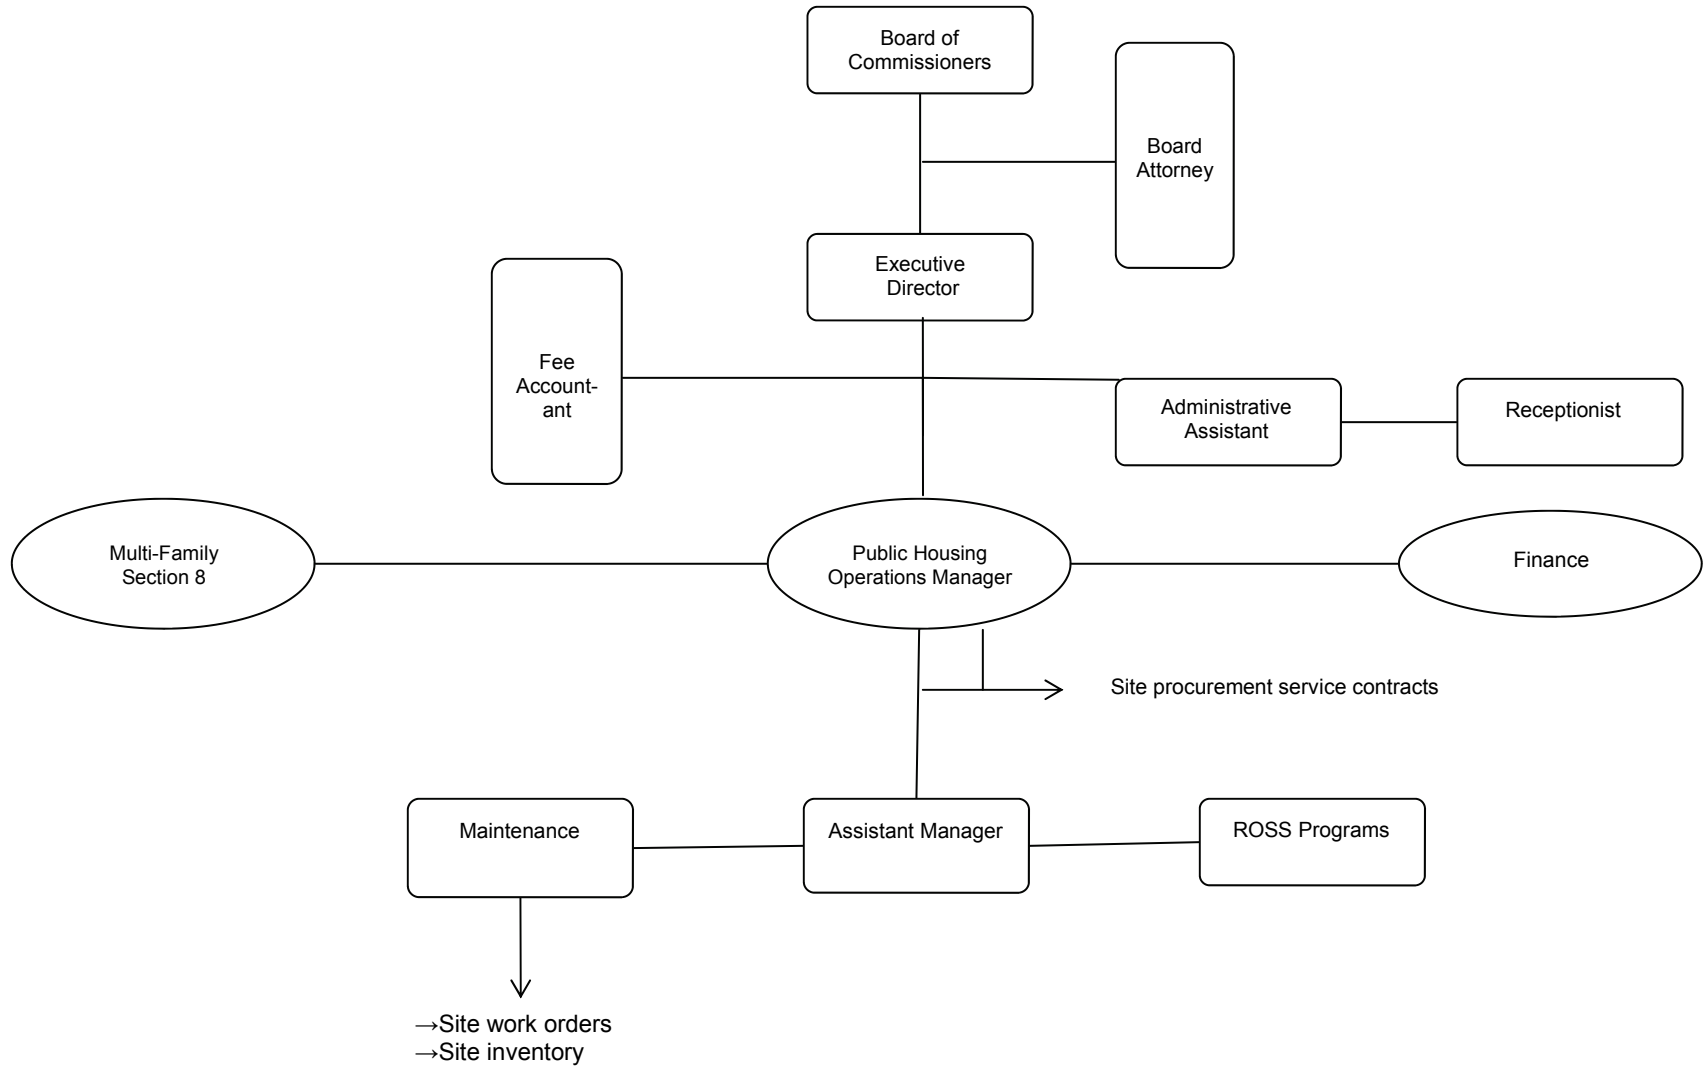 Board of
Commissioners
Board
Attorney
Executive
Director
Fee
Account-
ant
Administrative
Assistant
Receptionist
Multi-Family
Section 8
Public Housing
Operations Manager
Finance
Site procurement service contracts
Maintenance
Assistant Manager
ROSS Programs
→Site work orders
→Site inventory